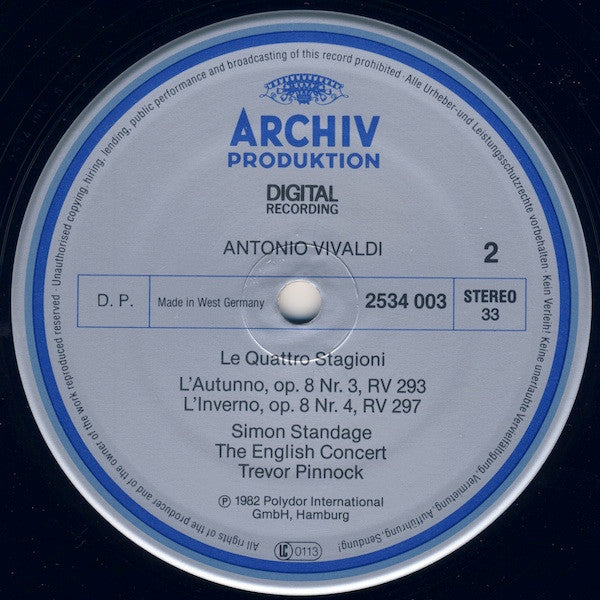 ARCHIV
PRODUKTION
DIGITAL
RECORDING
ANTONIO VIVALDI
2
D. P.
Made in West Germany
2534 003
STEREO
33
Le Quattro Stagioni
L'Autunno, op. 8 Nr. 3, RV 293
L'Inverno, op. 8 Nr. 4, RV 297
Simon Standage
The English Concert
Trevor Pinnock
Ⓟ 1982 Polydor International
GmbH, Hamburg
LC 0113
All rights of the producer and of the owner of the work reproduced reserved · Unauthorised copying, hiring, lending, public performance and broadcasting of this record prohibited · Alle Urheber- und Leistungsschutzrechte vorbehalten · Kein Verleih! Keine unerlaubte Vervielfältigung, Vermietung, Aufführung, Sendung!